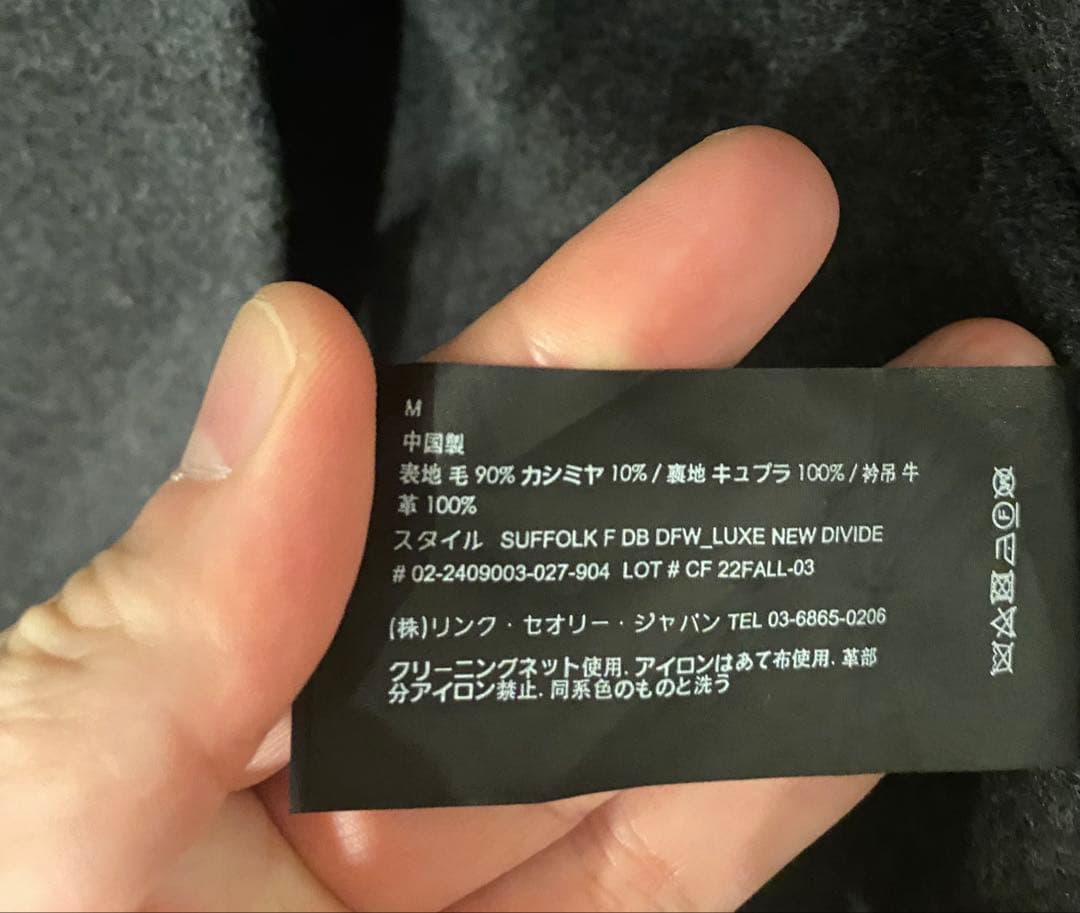 M
中国製
表地 毛 90% カシミヤ 10% / 裏地 キュプラ 100% / 衿吊 牛
革 100%
スタイル SUFFOLK F DB DFW_LUXE NEW DIVIDE
# 02-2409003-027-904 LOT # CF 22FALL-03
(株)リンク・セオリー・ジャパン TEL 03-6865-0206
クリーニングネット使用. アイロンはあて布使用. 革部
分アイロン禁止. 同系色のものと洗う